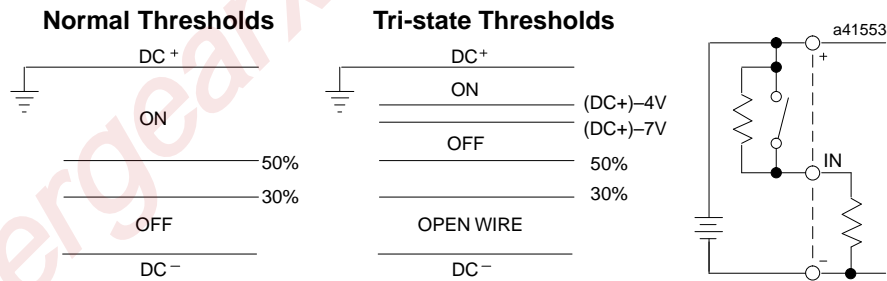 Normal Thresholds
DC +
ON
50%
30%
OFF
DC –
Tri-state Thresholds
DC+
ON
(DC+)–4V
(DC+)–7V
OFF
50%
30%
OPEN WIRE
DC –
a41553
+
IN
–